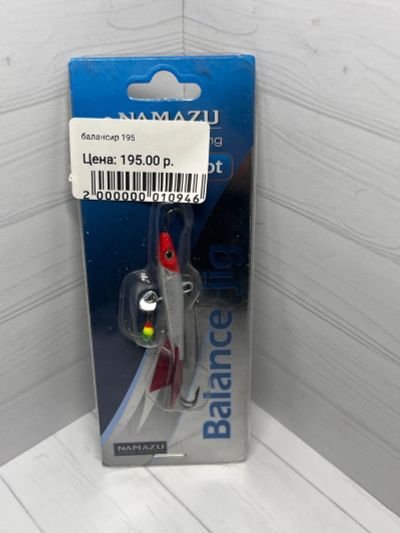 NAMAZU
балансир 195
Цена: 195.00 р.
2 000000 010946
Balance jig
NAMAZU